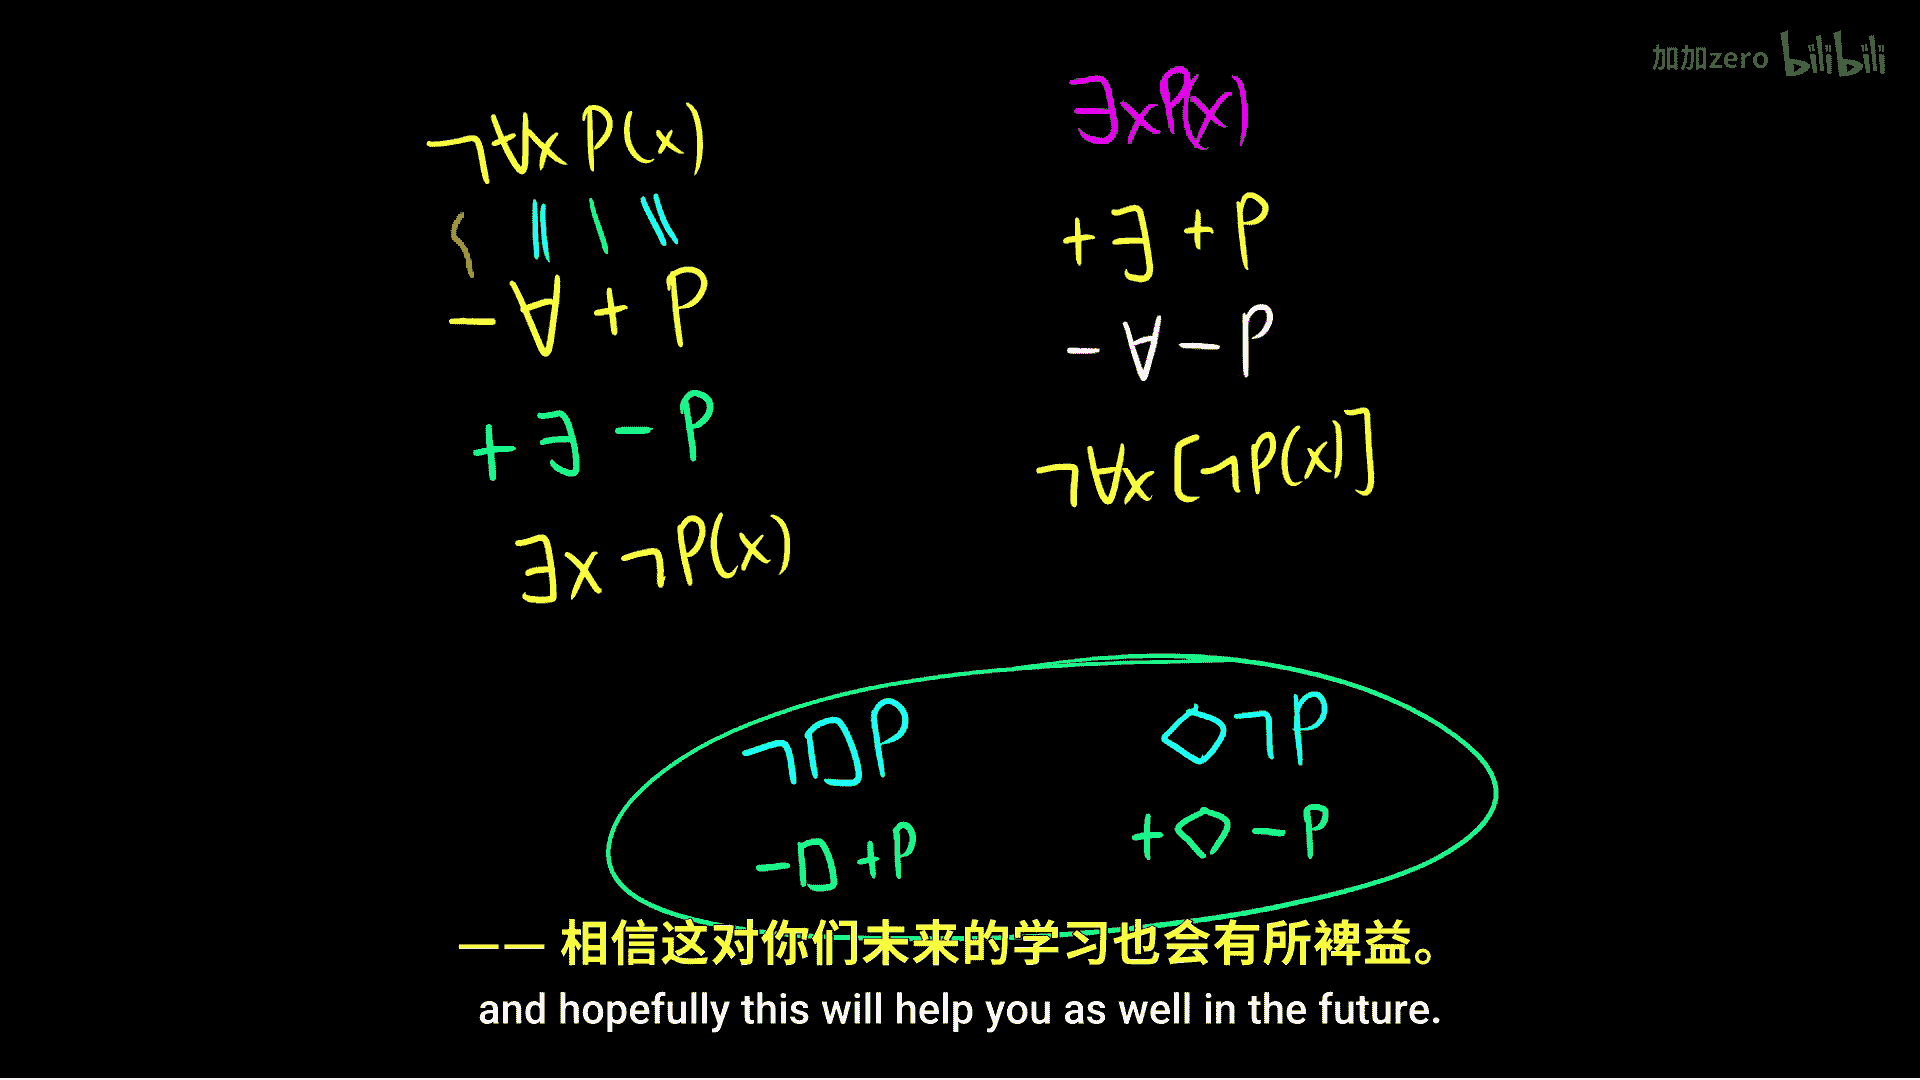 加加zero bilibili
¬∀x P(x)
− ∀ + P
+ ∃ − P
∃x ¬P(x)
∃xP(x)
+ ∃ + P
− ∀ − P
¬∀x [¬P(x)]
¬□P
◇¬P
−□ +P
+◇ −P
—— 相信这对你们未来的学习也会有所裨益。
and hopefully this will help you as well in the future.